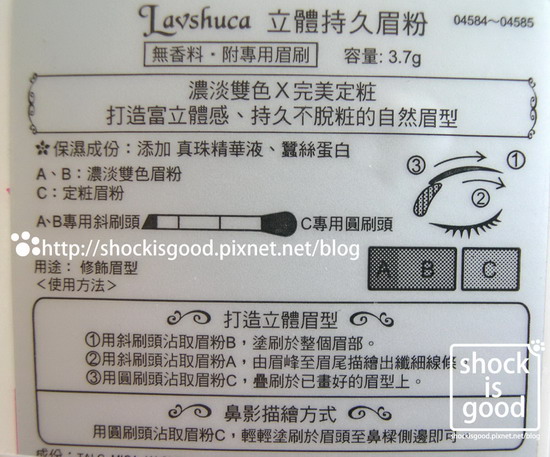 Lavshuca 立體持久眉粉 04584~04585
無香料・附專用眉刷 容量: 3.7g
濃淡雙色X完美定粧
打造富立體感、持久不脫粧的自然眉型
保濕成份：添加 真珠精華液、蠶絲蛋白
A、B：濃淡雙色眉粉
C：定粧眉粉
③ ① ②
A、B專用斜刷頭 C專用圓刷頭
http://shockisgood.pixnet.net/blog
A B C
用途： 修飾眉型
<使用方法>
打造立體眉型
①用斜刷頭沾取眉粉B，塗刷於整個眉部。
②用斜刷頭沾取眉粉A，由眉峰至眉尾描繪出纖細線條。
③用圓刷頭沾取眉粉C，疊刷於已畫好的眉型上。
shock
is
good
shockisgood.pixnet.net/blog
鼻影描繪方式
用圓刷頭沾取眉粉C，輕輕塗刷於眉頭至鼻樑側邊即可